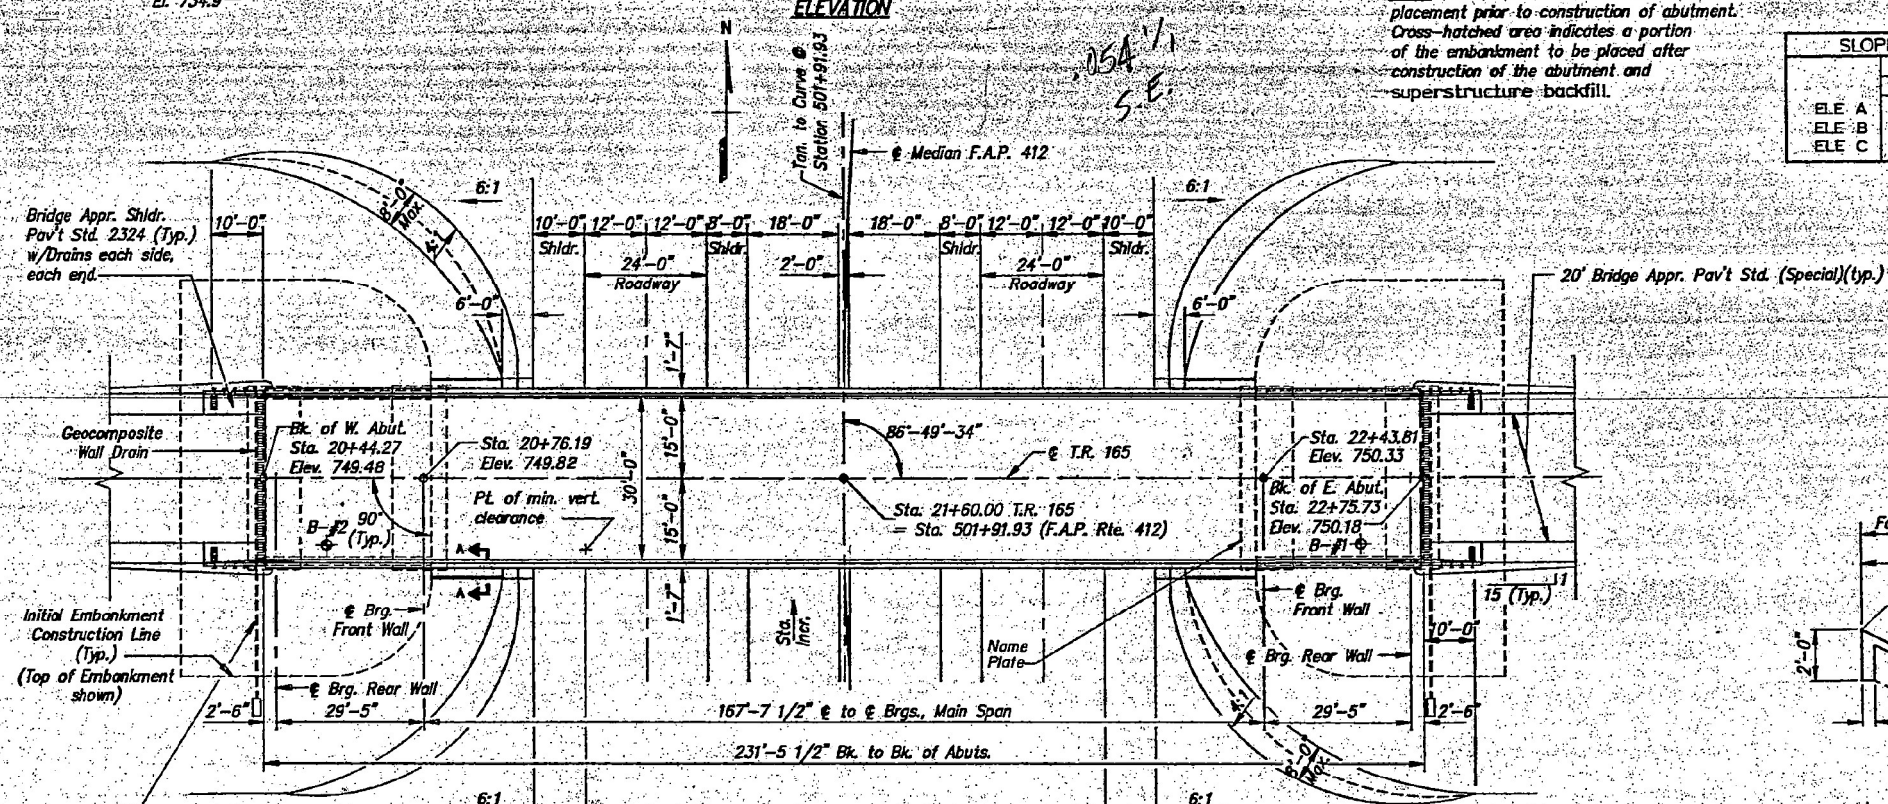 El. 734.9
ELEVATION
placement prior to construction of abutment.
Cross-hatched area indicates a portion
of the embankment to be placed after
construction of the abutment and
superstructure backfill.
SLOP
ELE A
ELE B
ELE C
N
Tan. to Curve @
Station 501+91.93
.054 '/1
S.E.
℄ Median F.A.P. 412
6:1
6:1
8'-0"
Max.
Bridge Appr. Shldr.
Pav't Std. 2324 (Typ.)
w/Drains each side,
each end.
10'-0"
10'-0" 12'-0" 12'-0" 8'-0" 18'-0" 18'-0" 8'-0" 12'-0" 12'-0" 10'-0"
Shldr. Shldr. Shldr. Shldr.
24'-0"
Roadway
2'-0"
24'-0"
Roadway
6'-0"
6'-0"
20' Bridge Appr. Pav't Std. (Special)(typ.)
1'-7"
Geocomposite
Wall Drain
Bk. of W. Abut.
Sta. 20+44.27
Elev. 749.48
Sta. 20+76.19
Elev. 749.82
15'-0"
30'-0"
15'-0"
86°-49'-34"
℄ T.R. 165
Sta. 22+43.81
Elev. 750.33
Pt. of min. vert.
clearance
Sta. 21+60.00 T.R. 165
= Sta. 501+91.93 (F.A.P. Rte. 412)
Bk. of E. Abut.
Sta. 22+75.73
Elev. 750.18
B-#1
B-#2
90°
(Typ.)
A
A
1'-7"
15 (Typ.)
1
Initial Embankment
Construction Line
(Typ.)
(Top of Embankment
shown)
℄ Brg.
Front Wall
Sta.
Incr.
Name
Plate
℄ Brg.
Front Wall
10'-0"
℄ Brg. Rear Wall
℄ Brg. Rear Wall
2'-0"
2'-6"
29'-5"
167'-7 1/2" ℄ to ℄ Brgs., Main Span
29'-5"
2'-6"
231'-5 1/2" Bk. to Bk. of Abuts.
8'-0"
Max.
6:1
6:1